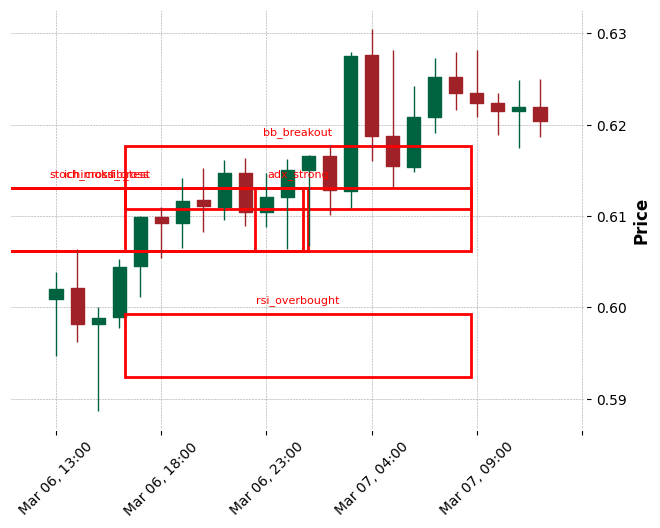 0.63
bb_breakout
0.62
adx_strong
0.61
Price
rsi_overbought
0.60
0.59
Mar 06, 13:00
Mar 06, 18:00
Mar 06, 23:00
Mar 07, 04:00
Mar 07, 09:00